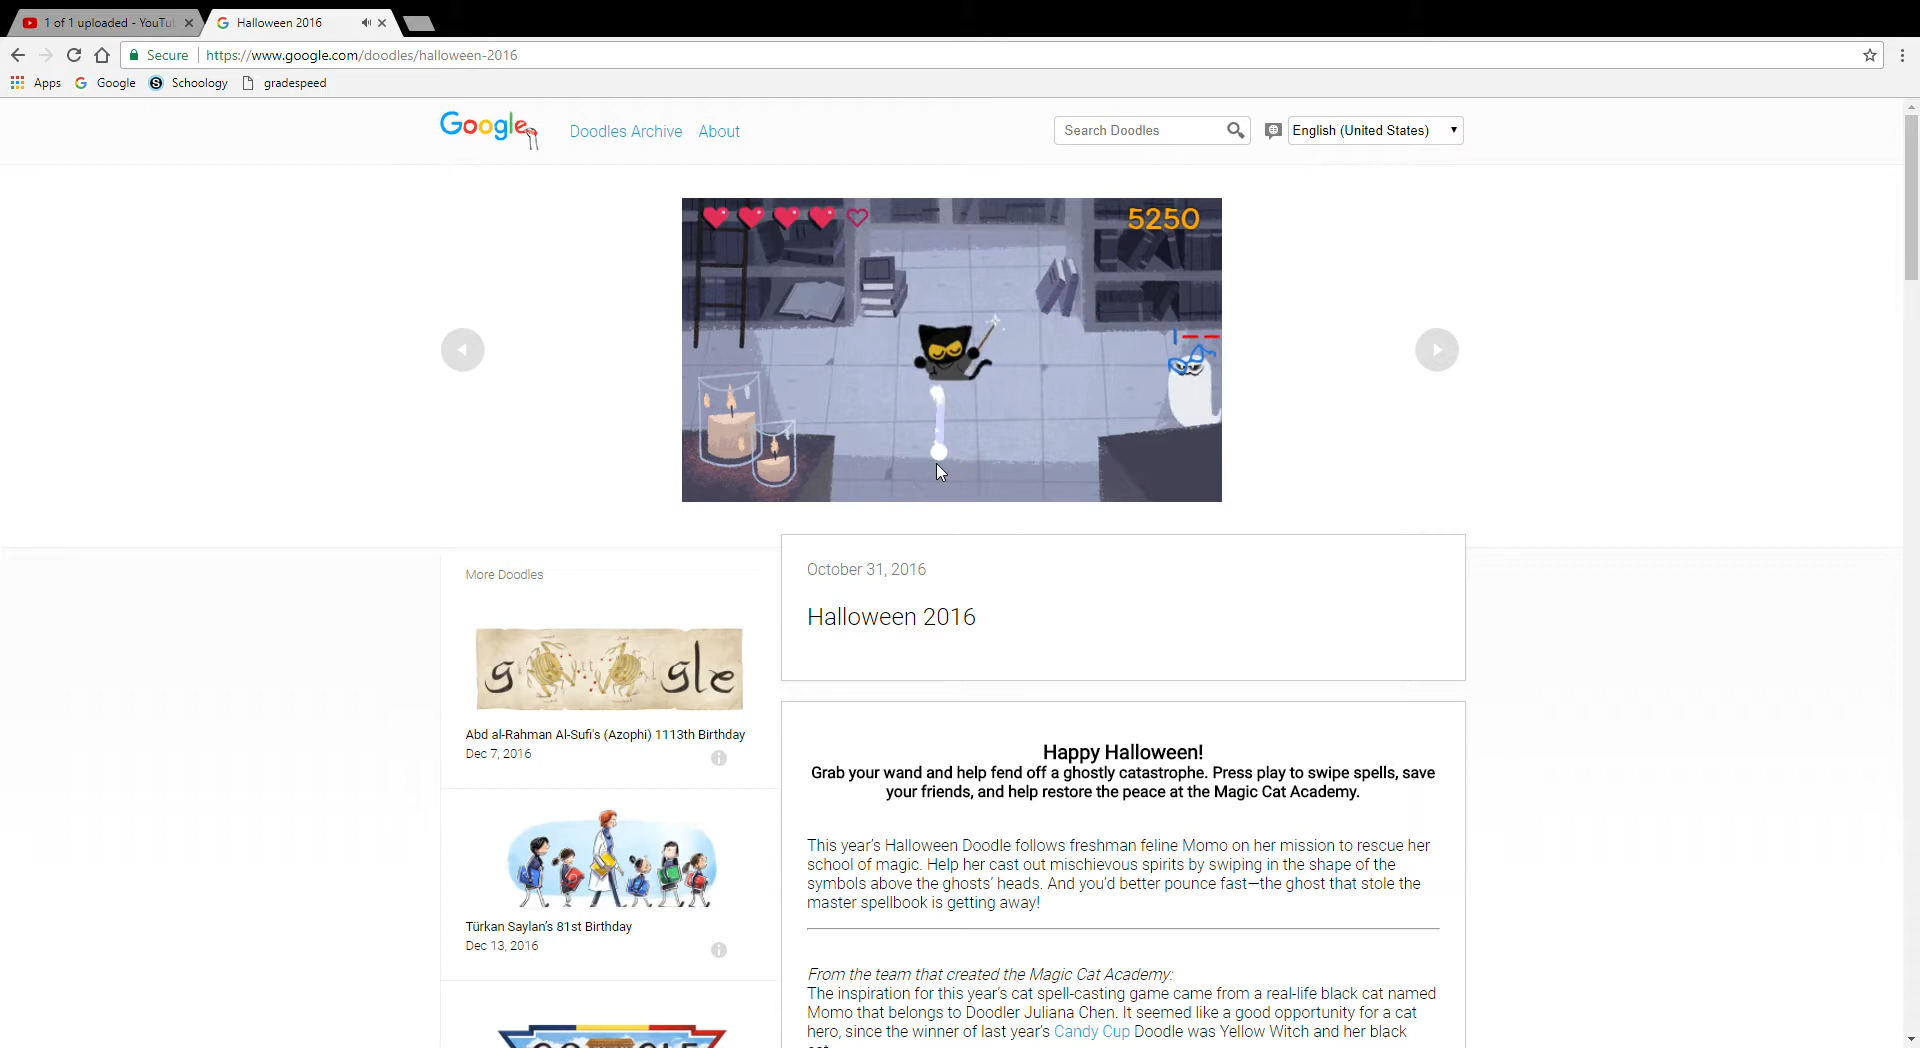 1 of 1 uploaded - YouTu
Halloween 2016
Secure https://www.google.com/doodles/halloween-2016
Apps Google Schoology gradespeed
Google Doodles Archive About Search Doodles English (United States)
5250
October 31, 2016
Halloween 2016
More Doodles
g gle
Abd al-Rahman Al-Sufi's (Azophi) 1113th Birthday
Dec 7, 2016
Türkan Saylan's 81st Birthday
Dec 13, 2016
Happy Halloween!
Grab your wand and help fend off a ghostly catastrophe. Press play to swipe spells, save
your friends, and help restore the peace at the Magic Cat Academy.
This year's Halloween Doodle follows freshman feline Momo on her mission to rescue her
school of magic. Help her cast out mischievous spirits by swiping in the shape of the
symbols above the ghosts' heads. And you'd better pounce fast—the ghost that stole the
master spellbook is getting away!
From the team that created the Magic Cat Academy:
The inspiration for this year's cat spell-casting game came from a real-life black cat named
Momo that belongs to Doodler Juliana Chen. It seemed like a good opportunity for a cat
hero, since the winner of last year's Candy Cup Doodle was Yellow Witch and her black